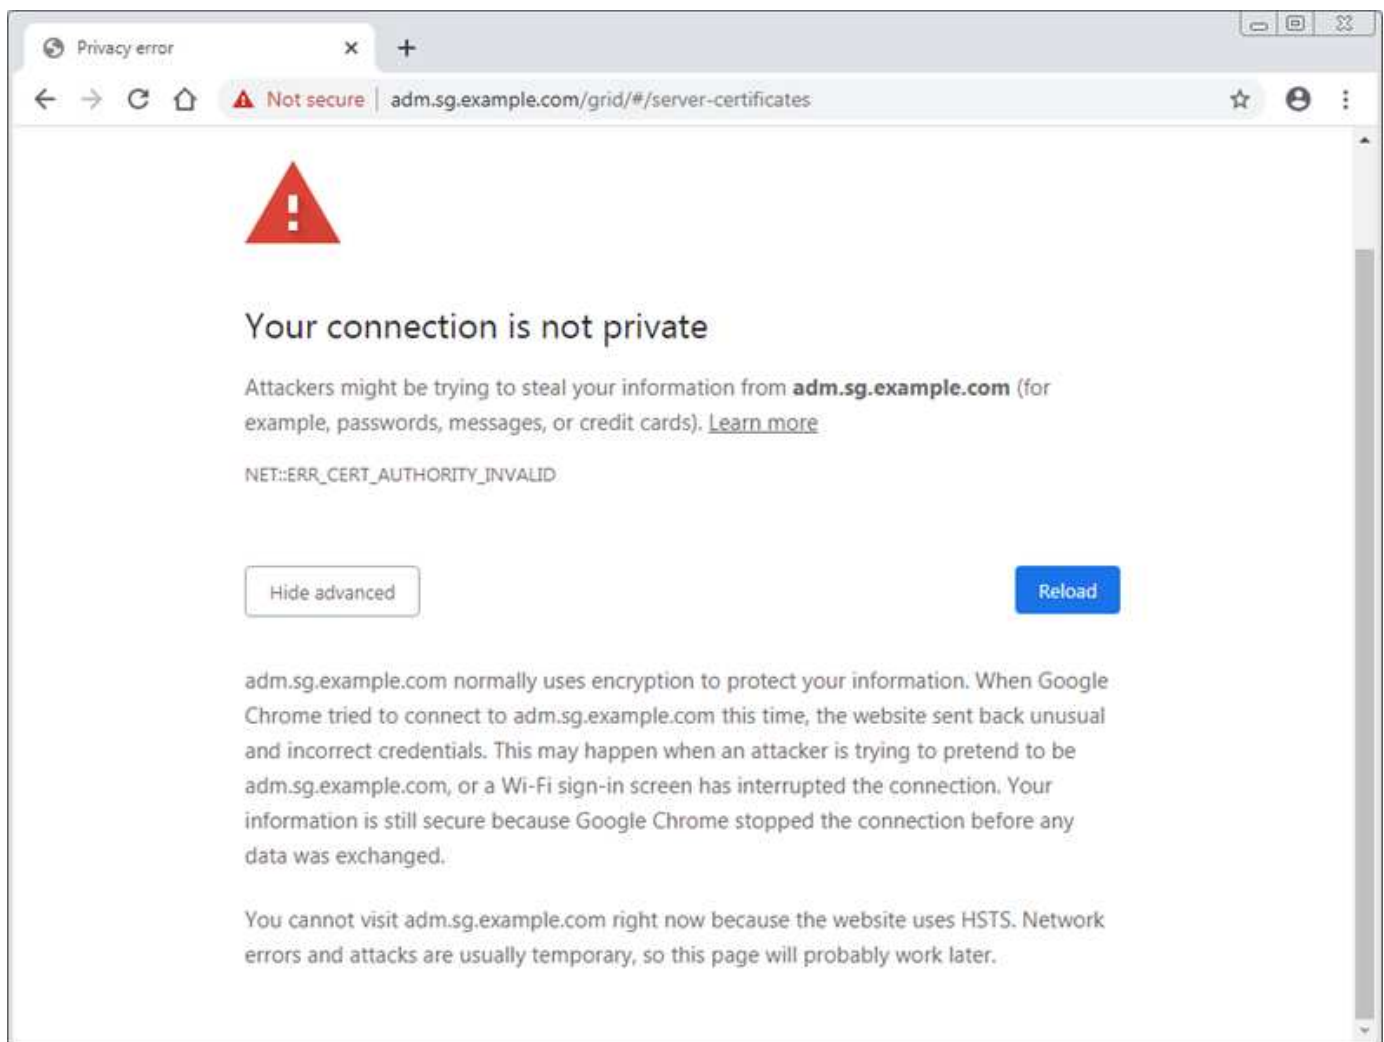 Privacy error
Not secure adm.sg.example.com/grid/#/server-certificates
Your connection is not private
Attackers might be trying to steal your information from adm.sg.example.com (for
example, passwords, messages, or credit cards). Learn more
NET::ERR_CERT_AUTHORITY_INVALID
Hide advanced
Reload
adm.sg.example.com normally uses encryption to protect your information. When Google
Chrome tried to connect to adm.sg.example.com this time, the website sent back unusual
and incorrect credentials. This may happen when an attacker is trying to pretend to be
adm.sg.example.com, or a Wi-Fi sign-in screen has interrupted the connection. Your
information is still secure because Google Chrome stopped the connection before any
data was exchanged.
You cannot visit adm.sg.example.com right now because the website uses HSTS. Network
errors and attacks are usually temporary, so this page will probably work later.